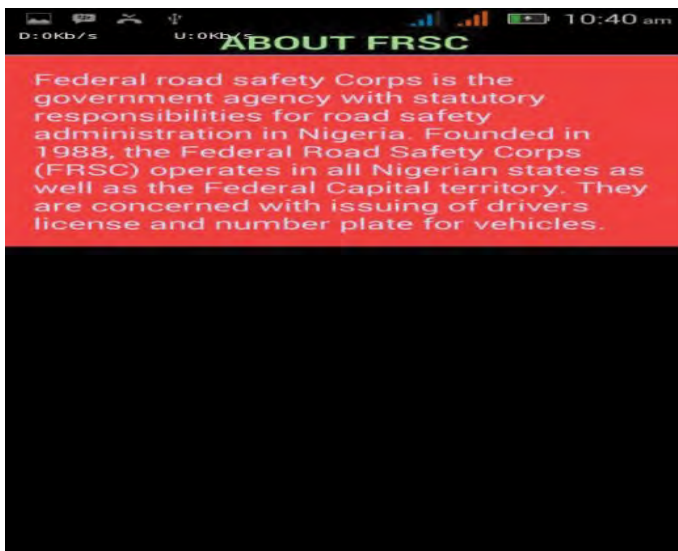 10:40 am
D:0Kb/s U:0Kb/s
ABOUT FRSC
Federal road safety Corps is the
government agency with statutory
responsibilities for road safety
administration in Nigeria. Founded in
1988, the Federal Road Safety Corps
(FRSC) operates in all Nigerian states as
well as the Federal Capital territory. They
are concerned with issuing of drivers
license and number plate for vehicles.